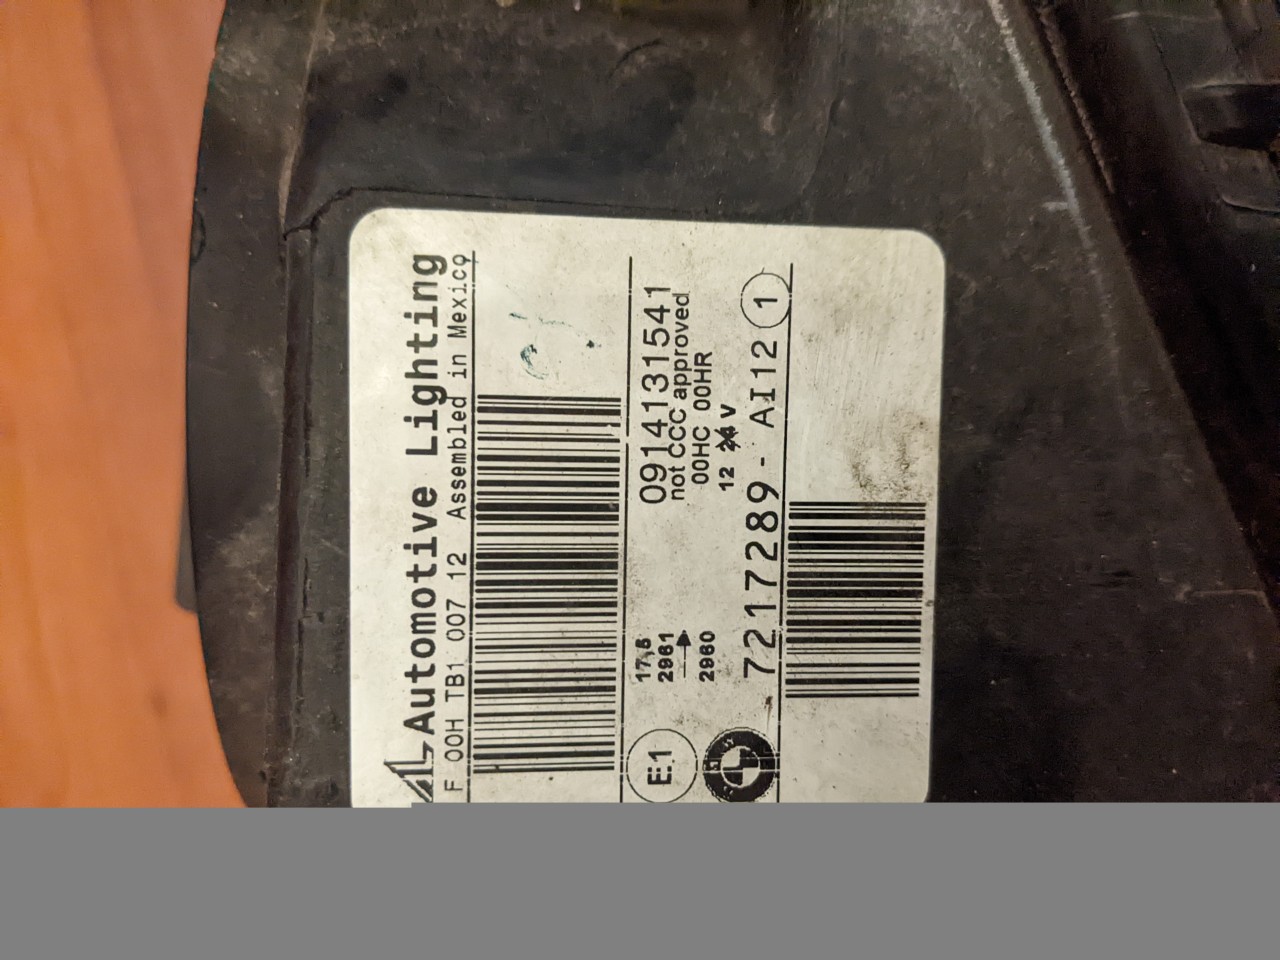 AL Automotive Lighting
F 00H TB1 007 12 Assembled in Mexico
0914131541
not CCC approved
00HC 00HR
12 24 V
17,5
2961
2960
E1
7217289- AI12 1